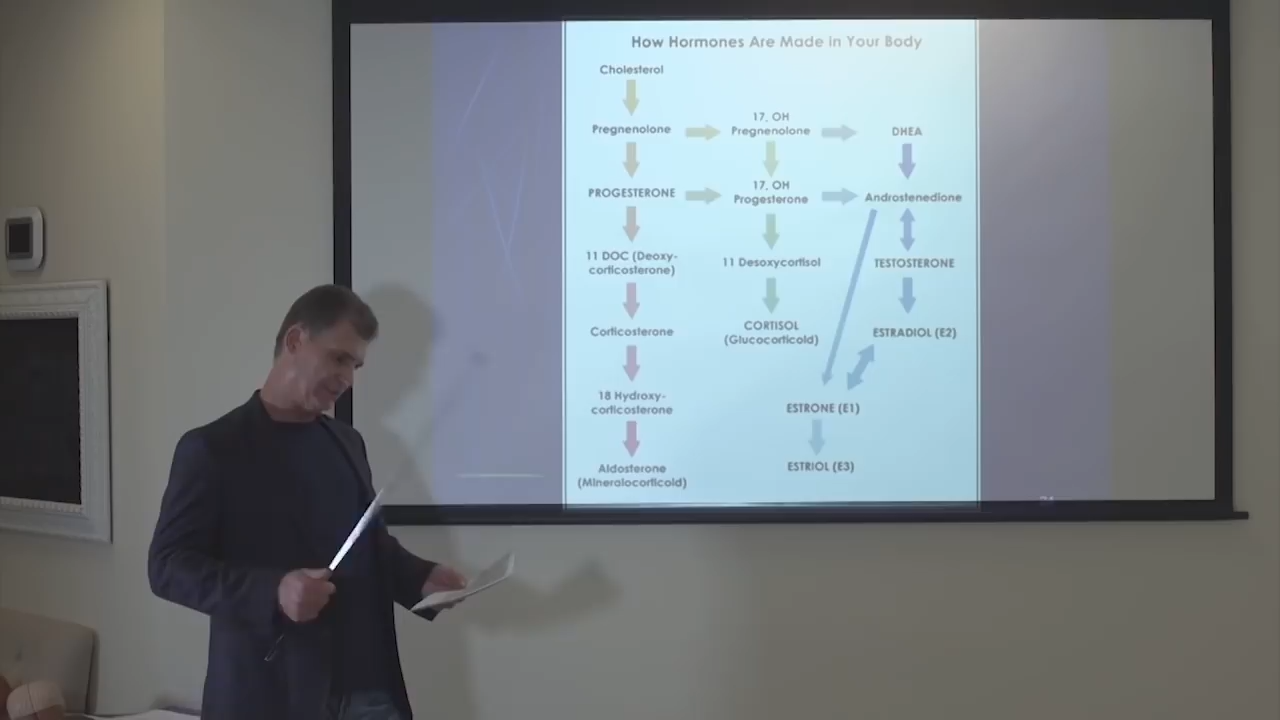 How Hormones Are Made in Your Body
Cholesterol
Pregnenolone
17, OH
Pregnenolone
DHEA
PROGESTERONE
17, OH
Progesterone
Androstenedione
11 DOC (Deoxy-
corticosterone)
11 Desoxycortisol
TESTOSTERONE
Corticosterone
CORTISOL
(Glucocorticoid)
ESTRADIOL (E2)
18 Hydroxy-
corticosterone
ESTRONE (E1)
Aldosterone
(Mineralocorticoid)
ESTRIOL (E3)